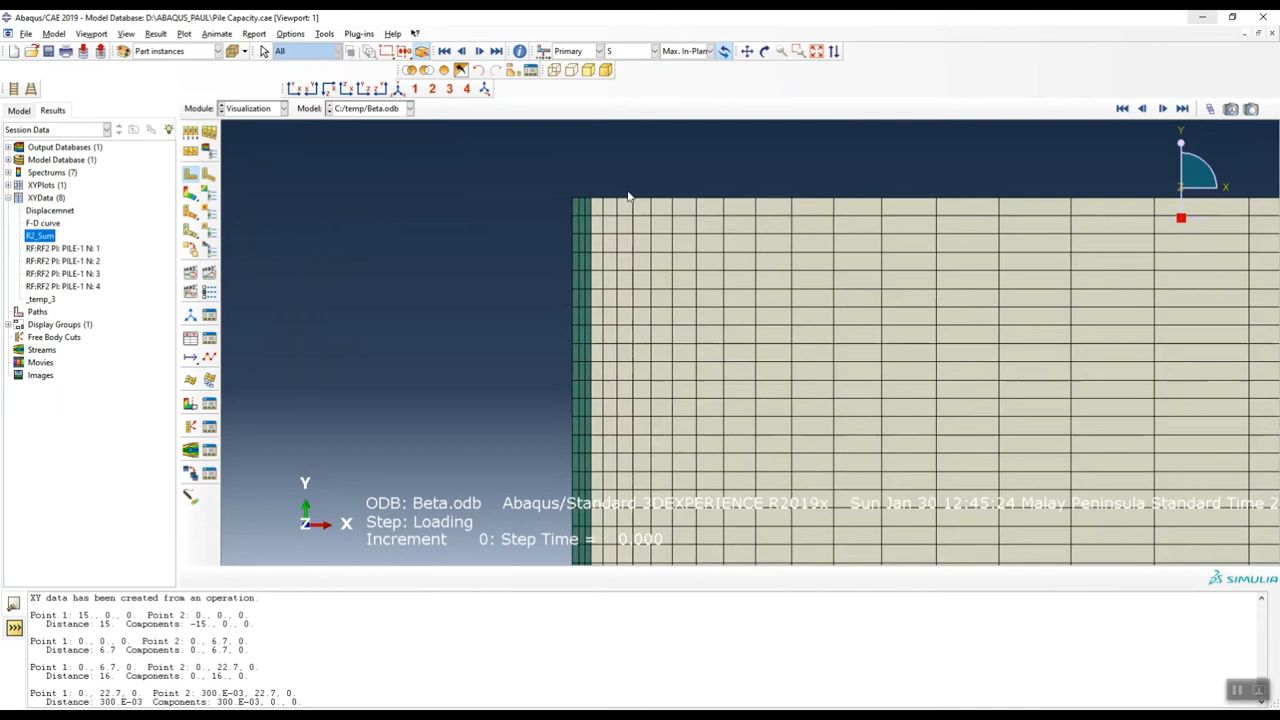 Abaqus/CAE 2019 - Model Database: D:\ABAQUS_PAUL\Pile Capacity.cae [Viewport: 1]
File Model Viewport View Result Plot Animate Report Options Tools Plug-ins Help
Part instances All Primary S Max. In-Plan
1 2 3 4
Model Results Module: Visualization Model: C:/temp/Beta.odb
Session Data
Output Databases (1)
Model Database (1)
Spectrums (7)
XYPlots (1)
XYData (8)
Displacemnet
F-D curve
R2_Sum
RF:RF2 PI: PILE-1 N: 1
RF:RF2 PI: PILE-1 N: 2
RF:RF2 PI: PILE-1 N: 3
RF:RF2 PI: PILE-1 N: 4
_temp_3
Paths
Display Groups (1)
Free Body Cuts
Streams
Movies
Images
Y
Z X
Y
Z X
ODB: Beta.odb Abaqus/Standard 3DEXPERIENCE R2019x Sun Jan 30 12:45:24 Malay Peninsula Standard Time 2
Step: Loading
Increment 0: Step Time = 0.000
SIMULIA
XY data has been created from an operation.
Point 1: 15., 0., 0. Point 2: 0., 0., 0.
Distance: 15. Components: -15., 0., 0.
Point 1: 0., 0., 0. Point 2: 0., 6.7, 0.
Distance: 6.7 Components: 0., 6.7, 0.
Point 1: 0., 6.7, 0. Point 2: 0., 22.7, 0.
Distance: 16. Components: 0., 16., 0.
Point 1: 0., 22.7, 0. Point 2: 300.E-03, 22.7, 0.
Distance: 300.E-03 Components: 300.E-03, 0., 0.